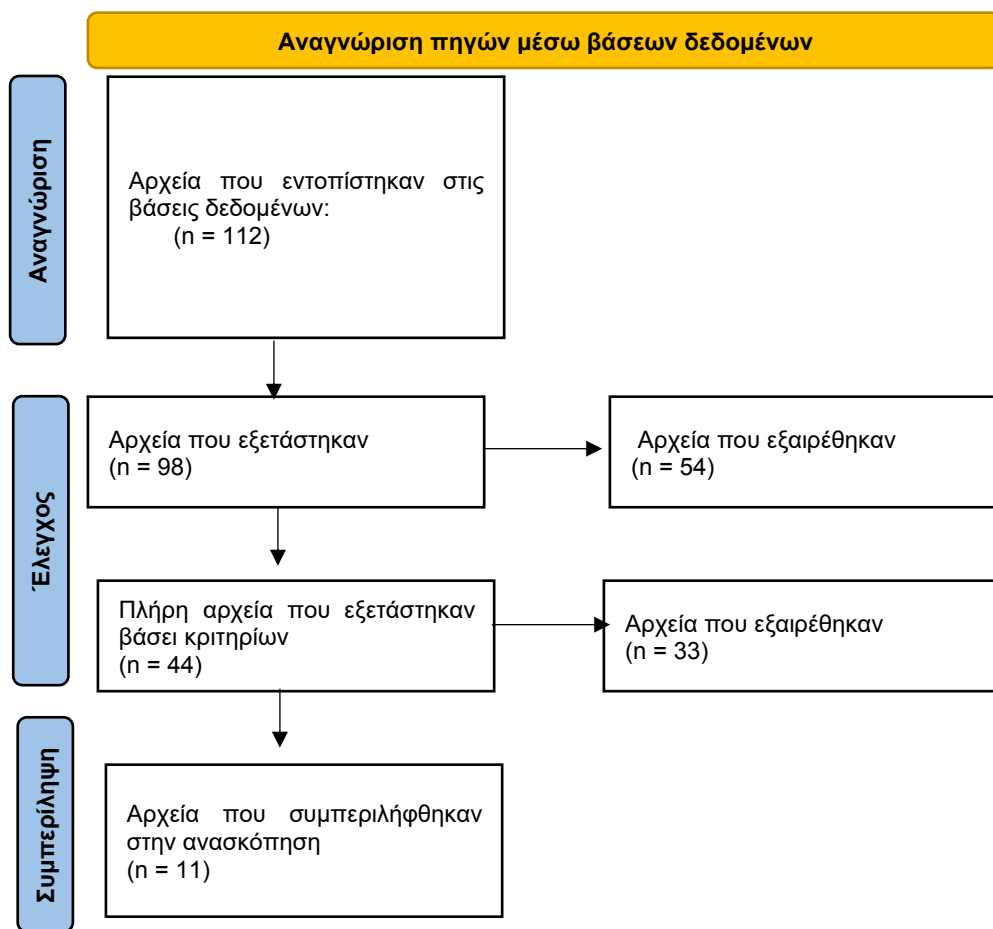 Αναγνώριση πηγών μέσω βάσεων δεδομένων
Αναγνώριση
Αρχεία που εντοπίστηκαν στις
βάσεις δεδομένων:
(n = 112)
Έλεγχος
Αρχεία που εξετάστηκαν
(n = 98)
Αρχεία που εξαιρέθηκαν
(n = 54)
Πλήρη αρχεία που εξετάστηκαν
βάσει κριτηρίων
(n = 44)
Αρχεία που εξαιρέθηκαν
(n = 33)
Συμπερίληψη
Αρχεία που συμπεριλήφθηκαν
στην ανασκόπηση
(n = 11)